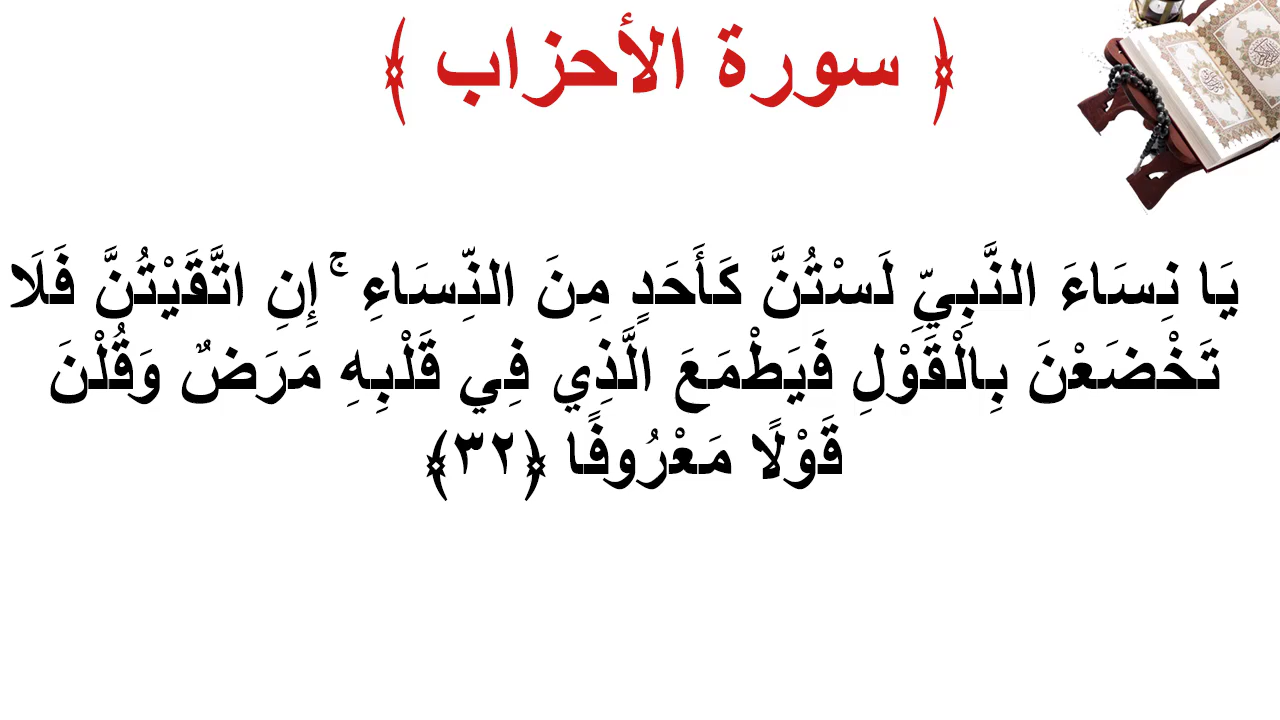 ﴿ سورة الأحزاب ﴾
يَا نِسَاءَ النَّبِيِّ لَسْتُنَّ كَأَحَدٍ مِنَ النِّسَاءِ ۚ إِنِ اتَّقَيْتُنَّ فَلَا
تَخْضَعْنَ بِالْقَوْلِ فَيَطْمَعَ الَّذِي فِي قَلْبِهِ مَرَضٌ وَقُلْنَ
قَوْلًا مَعْرُوفًا ﴿٣٢﴾